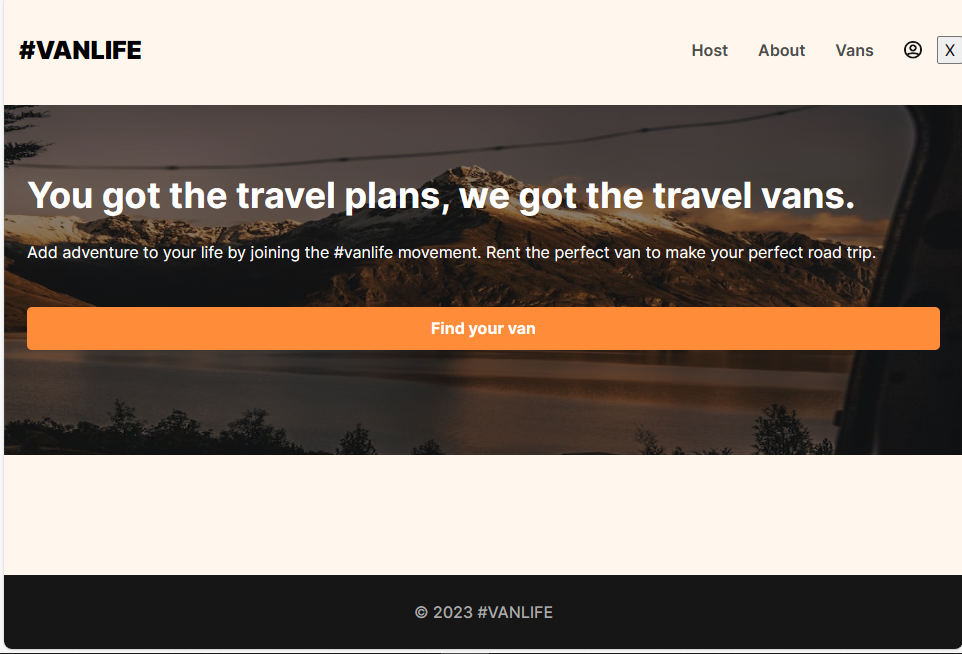 #VANLIFE
Host About Vans X
You got the travel plans, we got the travel vans.
Add adventure to your life by joining the #vanlife movement. Rent the perfect van to make your perfect road trip.
Find your van
© 2023 #VANLIFE